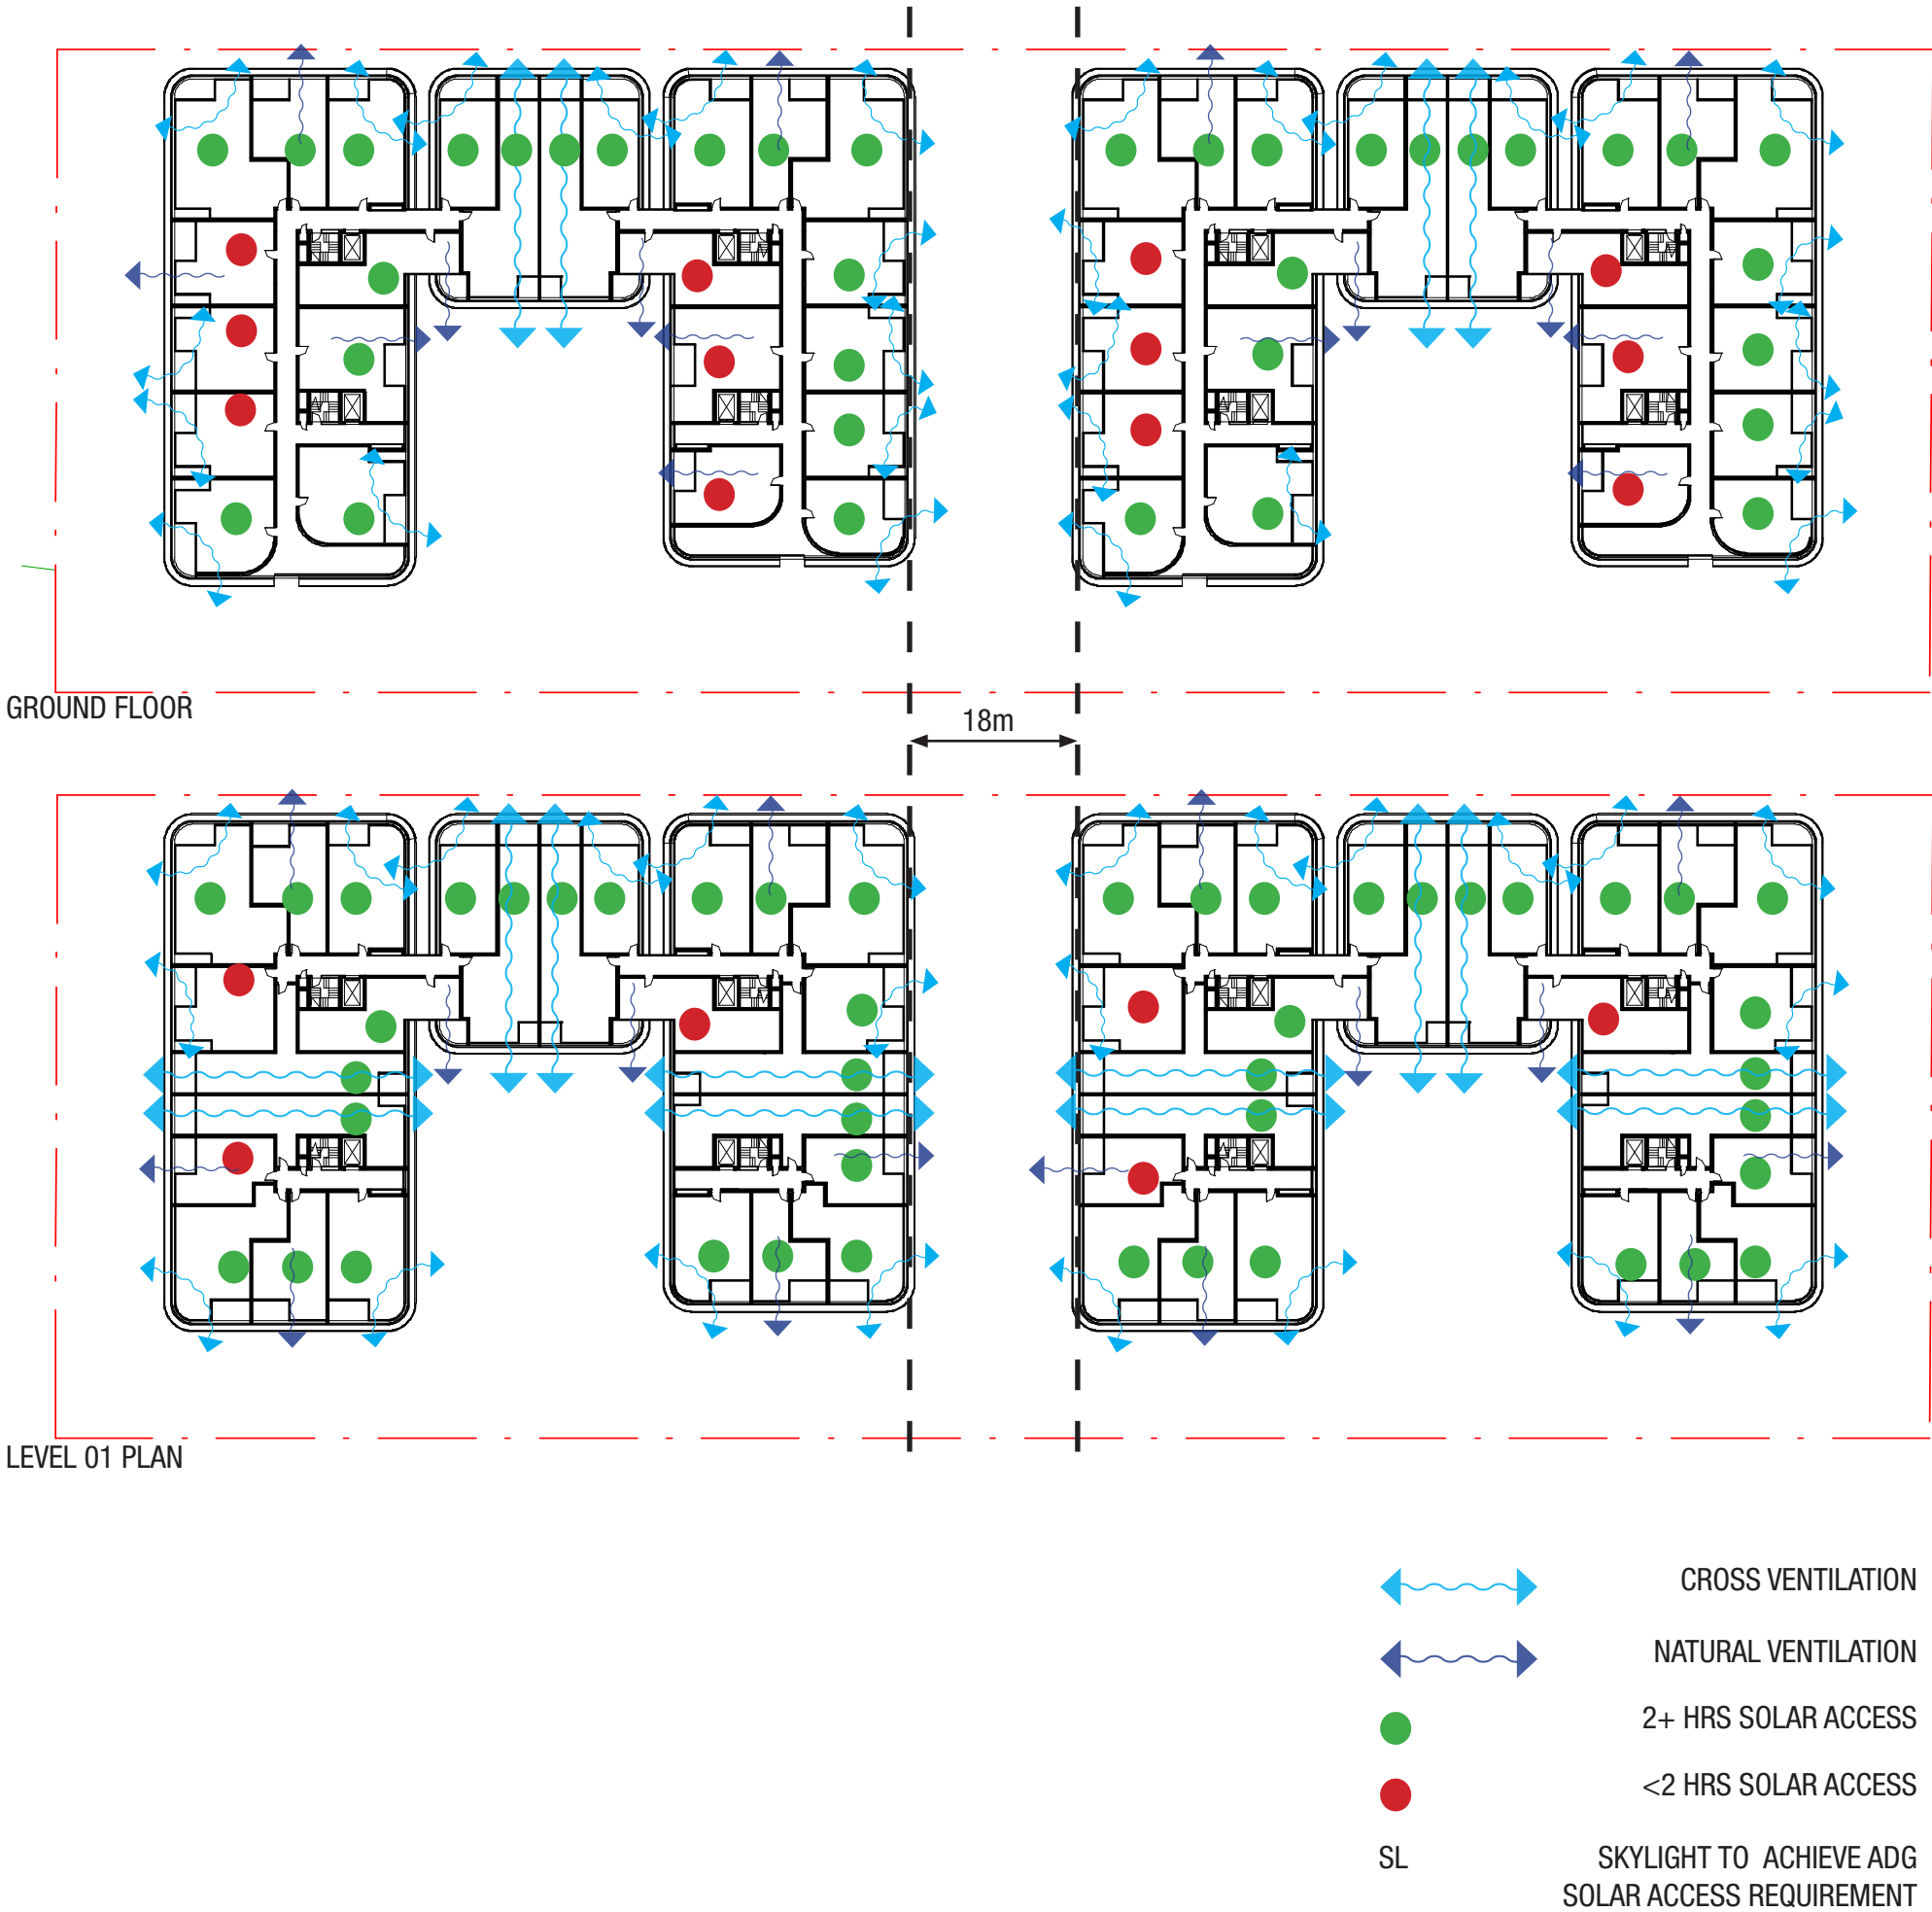 GROUND FLOOR
18m
LEVEL 01 PLAN
CROSS VENTILATION
NATURAL VENTILATION
2+ HRS SOLAR ACCESS
<2 HRS SOLAR ACCESS
SL SKYLIGHT TO ACHIEVE ADG
SOLAR ACCESS REQUIREMENT